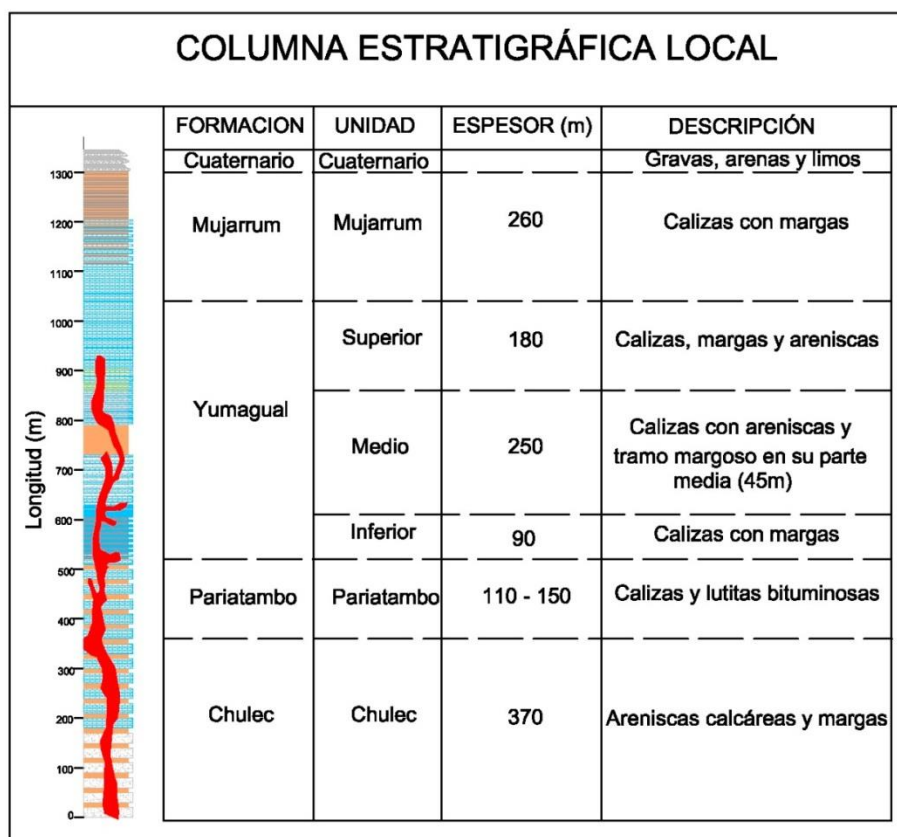 COLUMNA ESTRATIGRÁFICA LOCAL
FORMACION UNIDAD ESPESOR (m) DESCRIPCIÓN
Cuaternario Cuaternario Gravas, arenas y limos
Mujarrum Mujarrum 260 Calizas con margas
Yumagual
Superior 180 Calizas, margas y areniscas
Medio 250 Calizas con areniscas y
tramo margoso en su parte
media (45m)
Inferior 90 Calizas con margas
Pariatambo Pariatambo 110 - 150 Calizas y lutitas bituminosas
Chulec Chulec 370 Areniscas calcáreas y margas
Longitud (m)
1300
1200
1100
1000
900
800
700
600
500
400
300
200
100
0